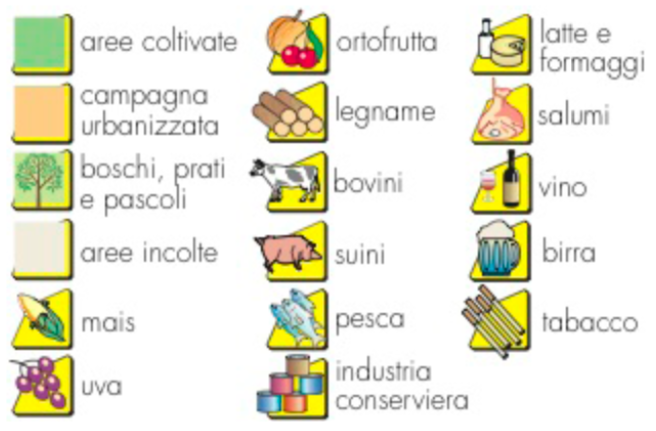 aree coltivate
campagna
urbanizzata
boschi, prati
e pascoli
aree incolte
mais
uva
ortofrutta
legname
bovini
suini
pesca
industria
conserviera
latte e
formaggi
salumi
vino
birra
tabacco